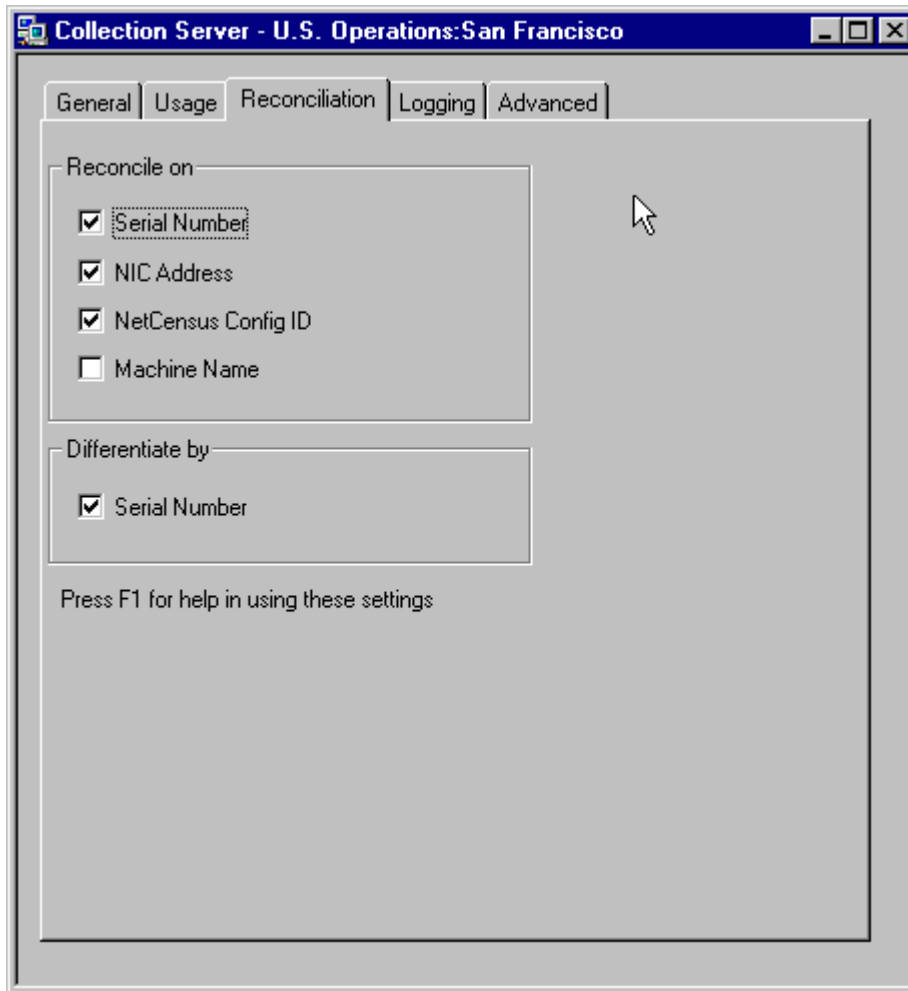 Collection Server - U.S. Operations:San Francisco
General Usage Reconciliation Logging Advanced
Reconcile on
Serial Number
NIC Address
NetCensus Config ID
Machine Name
Differentiate by
Serial Number
Press F1 for help in using these settings